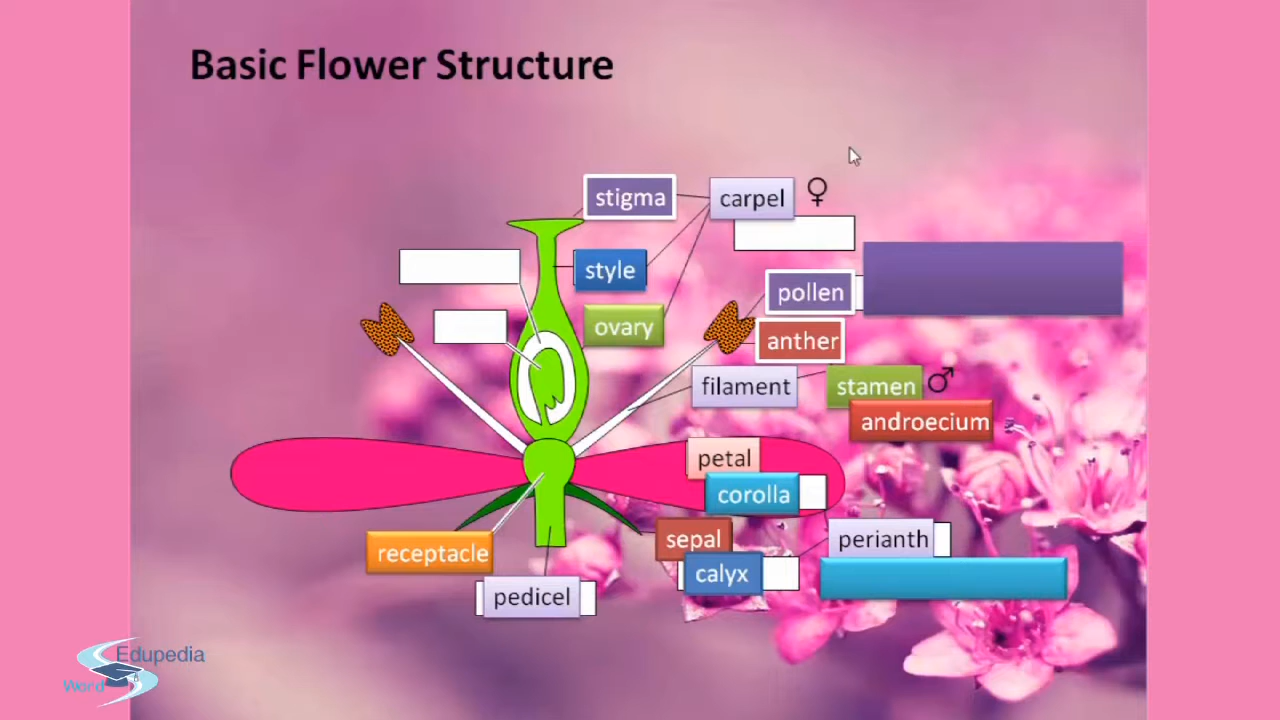 Basic Flower Structure
stigma
carpel
♀
style
pollen
ovary
anther
filament
stamen
♂
androecium
petal
corolla
sepal
perianth
receptacle
calyx
pedicel
Edupedia
World